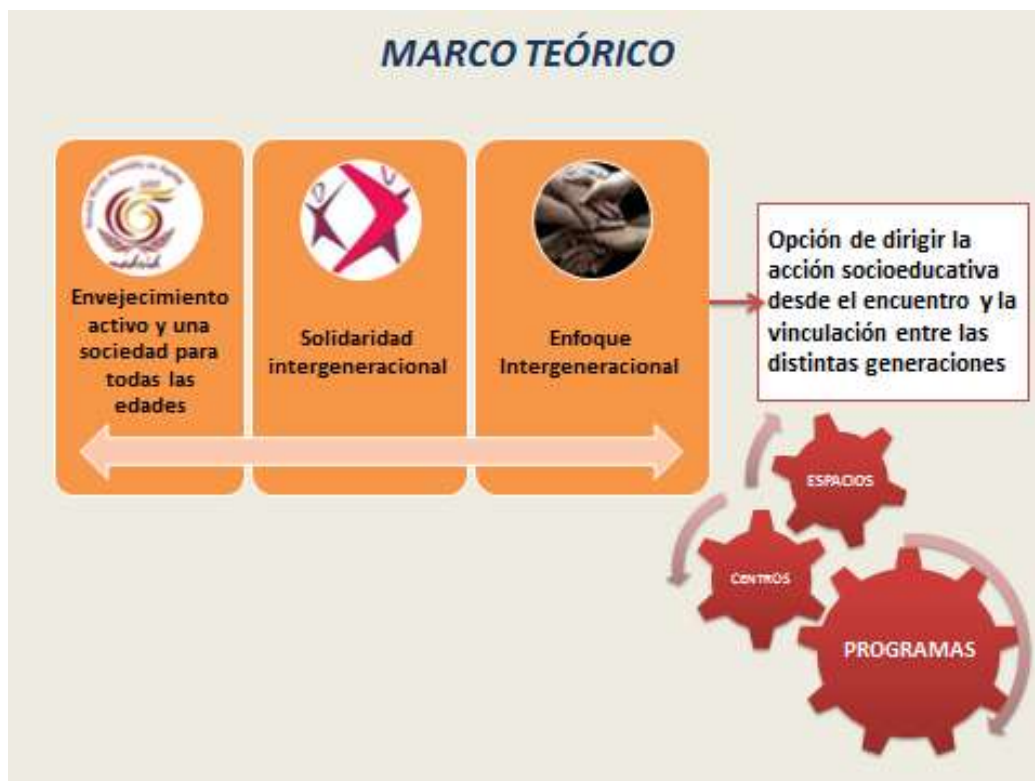 MARCO TEÓRICO
madrid
Envejecimiento
activo y una
sociedad para
todas las
edades
Solidaridad
intergeneracional
Enfoque
Intergeneracional
Opción de dirigir la
acción socioeducativa
desde el encuentro y la
vinculación entre las
distintas generaciones
ESPACIOS
CENTROS
PROGRAMAS